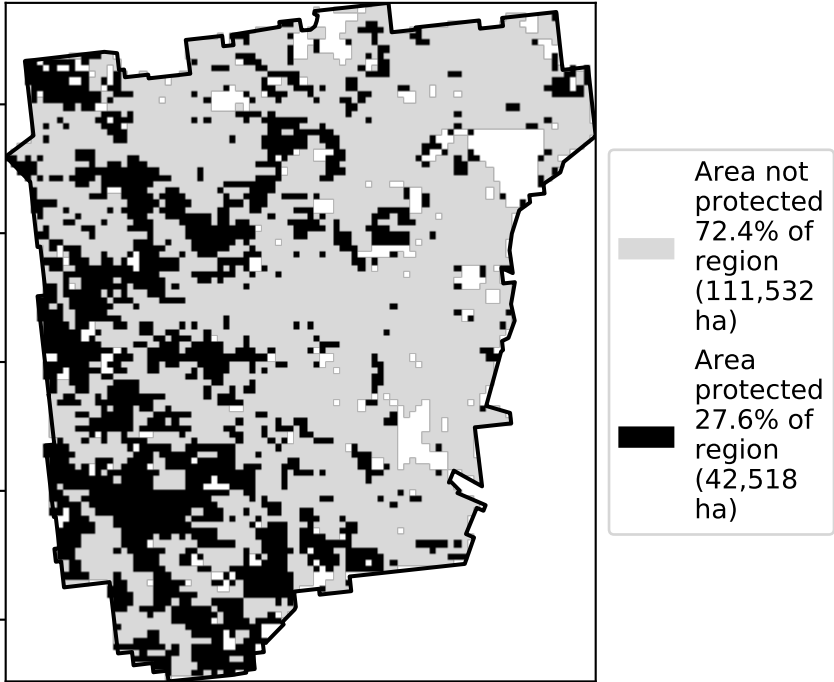 Area not
protected
72.4% of
region
(111,532
ha)
Area
protected
27.6% of
region
(42,518
ha)